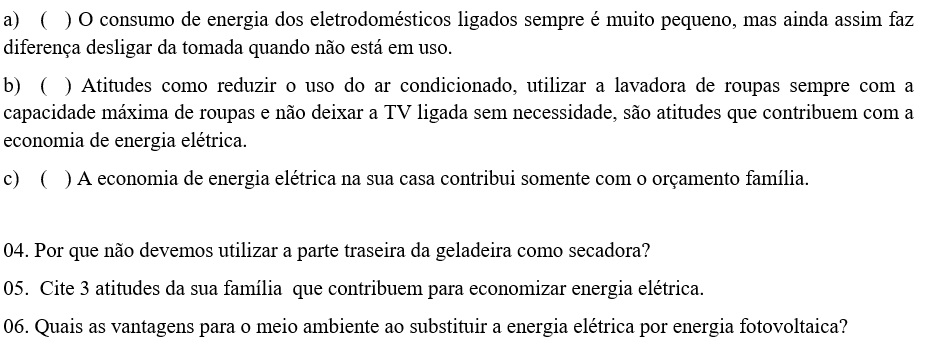 a) ( ) O consumo de energia dos eletrodomésticos ligados sempre é muito pequeno, mas ainda assim faz
diferença desligar da tomada quando não está em uso.
b) ( ) Atitudes como reduzir o uso do ar condicionado, utilizar a lavadora de roupas sempre com a
capacidade máxima de roupas e não deixar a TV ligada sem necessidade, são atitudes que contribuem com a
economia de energia elétrica.
c) ( ) A economia de energia elétrica na sua casa contribui somente com o orçamento família.
04. Por que não devemos utilizar a parte traseira da geladeira como secadora?
05. Cite 3 atitudes da sua família que contribuem para economizar energia elétrica.
06. Quais as vantagens para o meio ambiente ao substituir a energia elétrica por energia fotovoltaica?